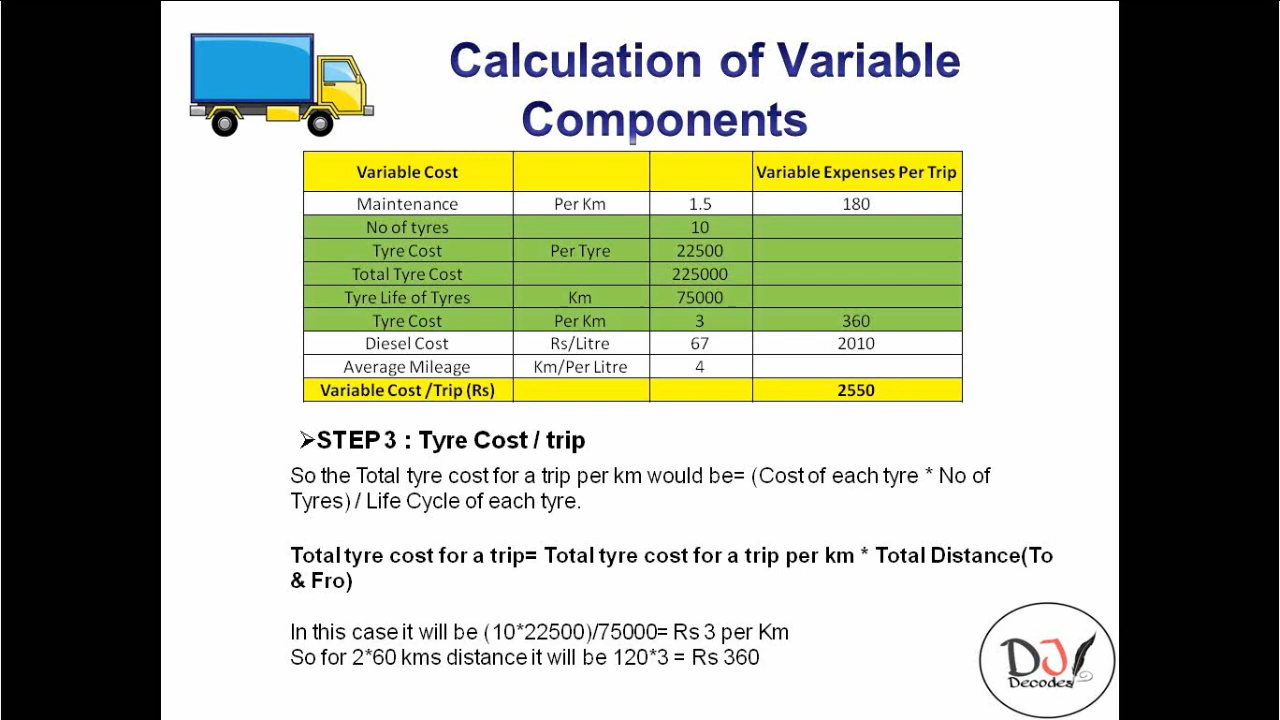 Calculation of Variable
Components
Variable Cost Variable Expenses Per Trip
Maintenance Per Km 1.5 180
No of tyres 10
Tyre Cost Per Tyre 22500
Total Tyre Cost 225000
Tyre Life of Tyres Km 75000
Tyre Cost Per Km 3 360
Diesel Cost Rs/Litre 67 2010
Average Mileage Km/Per Litre 4
Variable Cost /Trip (Rs) 2550
➢STEP 3 : Tyre Cost / trip
So the Total tyre cost for a trip per km would be= (Cost of each tyre * No of
Tyres) / Life Cycle of each tyre.
Total tyre cost for a trip= Total tyre cost for a trip per km * Total Distance(To
& Fro)
In this case it will be (10*22500)/75000= Rs 3 per Km
So for 2*60 kms distance it will be 120*3 = Rs 360
DJ
Decodes